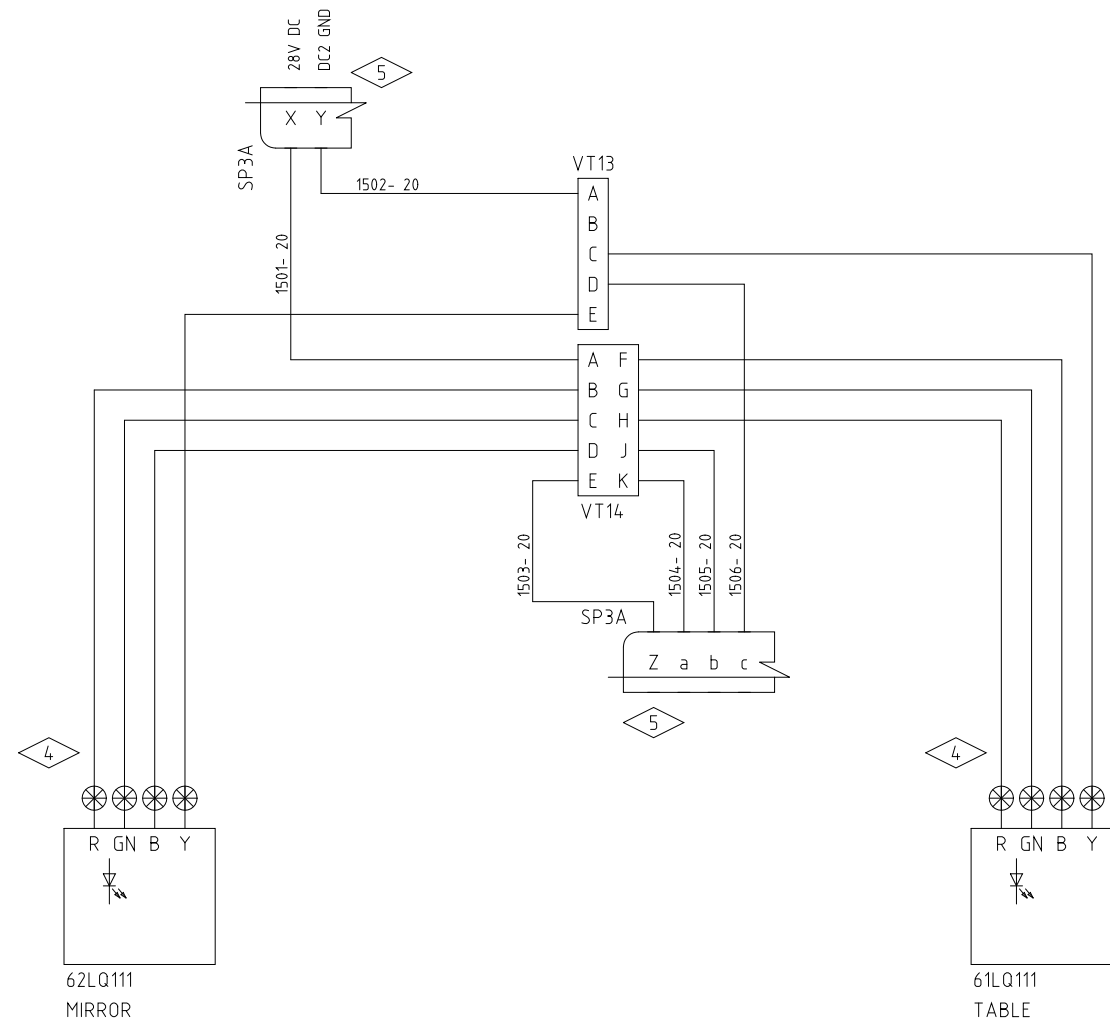 28V DC
DC2 GND
5
X Y
SP3A
VT13
1502- 20
A
B
C
D
E
1501- 20
A F
B G
C H
D J
E K
VT14
1503- 20
1504- 20
1505- 20
1506- 20
SP3A
Z a b c
5
4
4
R GN B Y
R GN B Y
62LQ111
MIRROR
61LQ111
TABLE